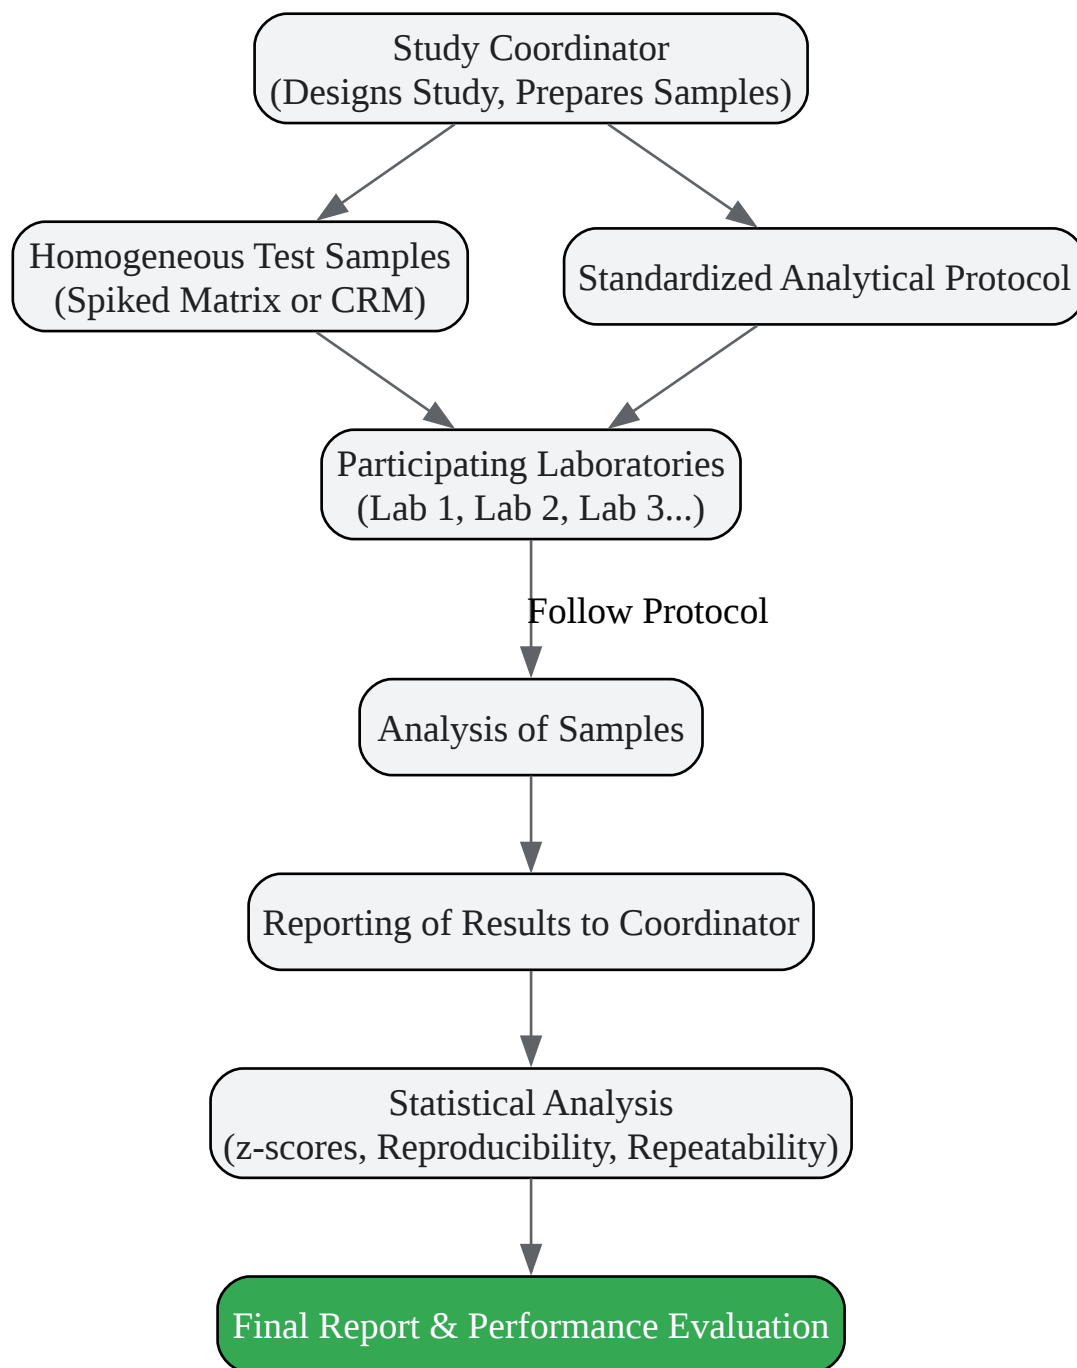 Study Coordinator
(Designs Study, Prepares Samples)
Homogeneous Test Samples
(Spiked Matrix or CRM)
Standardized Analytical Protocol
Participating Laboratories
(Lab 1, Lab 2, Lab 3...)
Follow Protocol
Analysis of Samples
Reporting of Results to Coordinator
Statistical Analysis
(z-scores, Reproducibility, Repeatability)
Final Report & Performance Evaluation